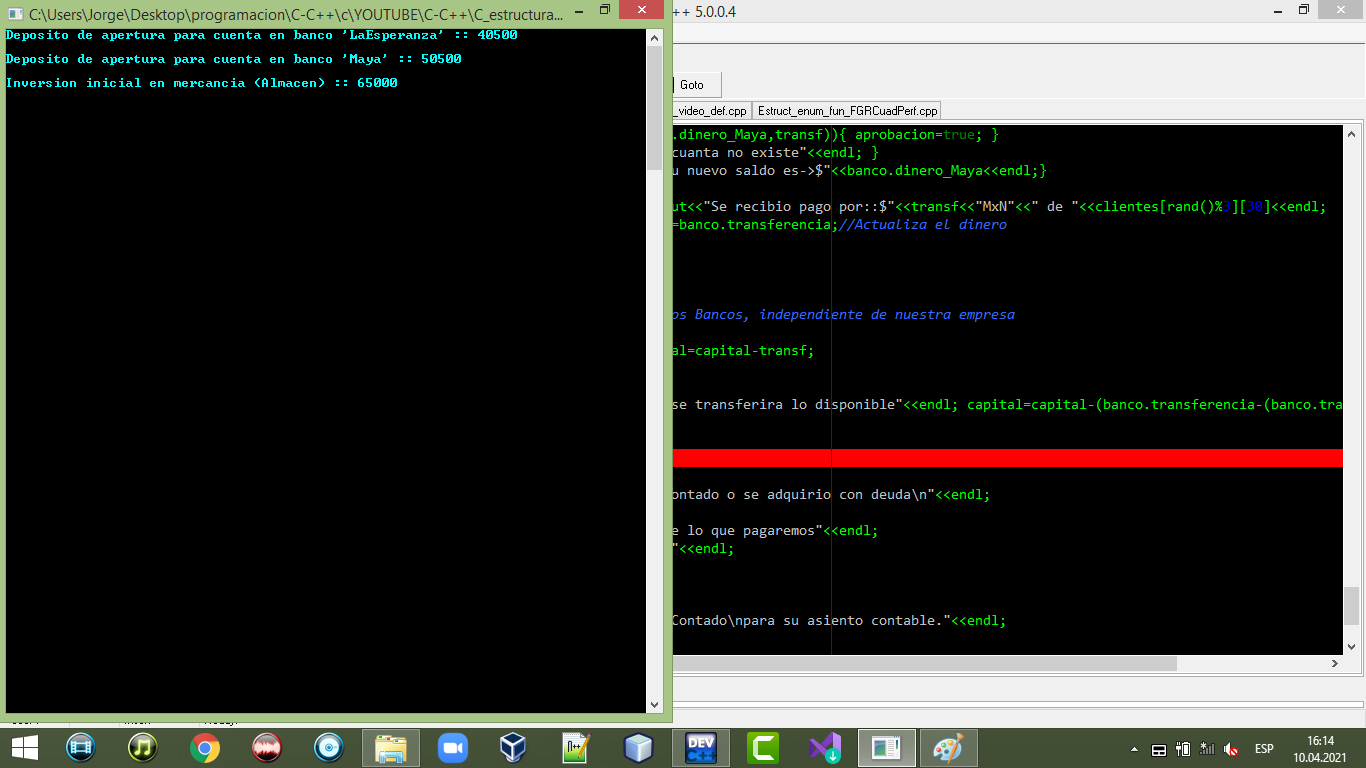 C:\Users\Jorge\Desktop\programacion\C-C++\c\YOUTUBE\C-C++\C_estructura...
++ 5.0.0.4
Deposito de apertura para cuenta en banco 'LaEsperanza' :: 40500
Deposito de apertura para cuenta en banco 'Maya' :: 50500
Inversion inicial en mercancia (Almacen) :: 65000
Goto
_video_def.cpp
Estruct_enum_fun_FGRCuadPerf.cpp
.dinero_Maya,transf)){ aprobacion=true; }
cuanta no existe"<<endl; }
u nuevo saldo es->$"<<banco.dinero_Maya<<endl;}
ut<<"Se recibio pago por::$"<<transf<<"MxN"<<" de "<<clientes[rand()%3][30]<<endl;
=banco.transferencia;//Actualiza el dinero
os Bancos, independiente de nuestra empresa
al=capital-transf;
se transferira lo disponible"<<endl; capital=capital-(banco.transferencia-(banco.tra
ontado o se adquirio con deuda\n"<<endl;
e lo que pagaremos"<<endl;
"<<endl;
Contado\npara su asiento contable."<<endl;
DEV C++
N++
ESP
16:14
10.04.2021